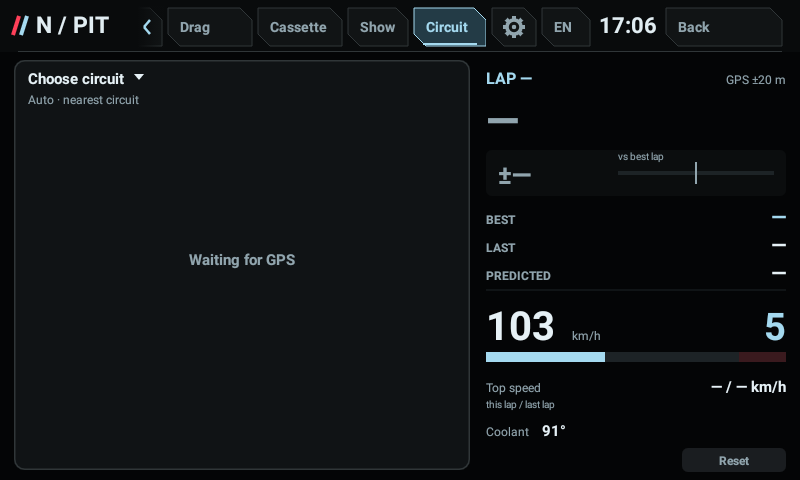 // N / PIT
Drag
Cassette
Show
Circuit
EN
17:06
Back
Choose circuit
Auto · nearest circuit
Waiting for GPS
LAP –
GPS ±20 m
—
vs best lap
±—
BEST –
LAST –
PREDICTED –
103 km/h 5
Top speed – / – km/h
this lap / last lap
Coolant 91°
Reset